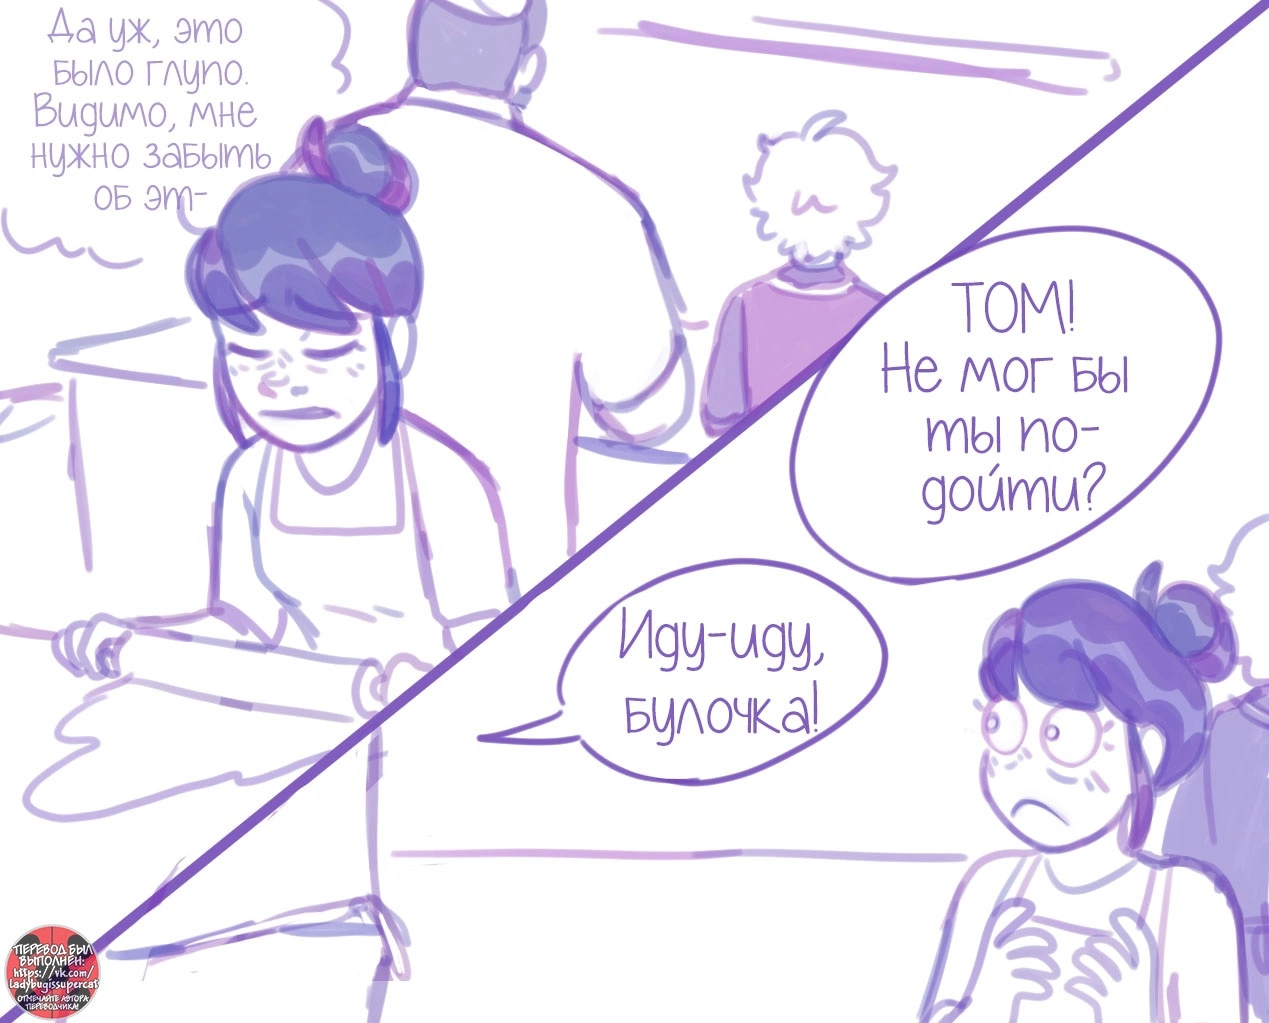 Да уж, это
было глупо.
Видимо, мне
нужно забыть
об эт-
ТОМ!
Не мог бы
ты по-
дойти?
Иду-иду,
булочка!
ПЕРЕВОД БЫЛ
ВЫПОЛНЕН:
https://vk.com/
ladybugissupercat
ОТМЕЧАЙТЕ АВТОРА
ПЕРЕВОДЧИКА!